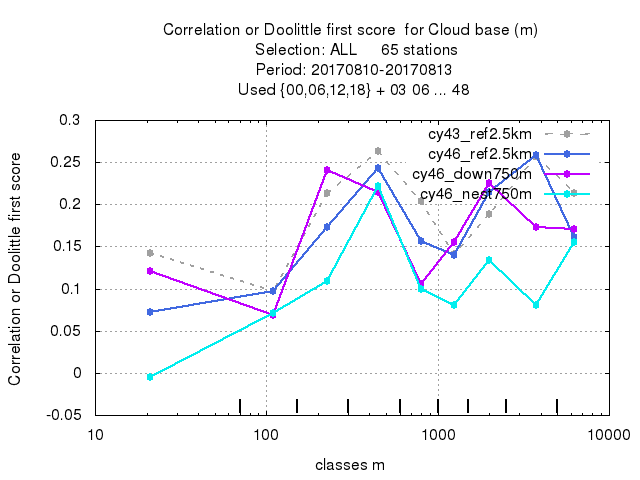 Correlation or Doolittle first score  for Cloud base (m)
Selection: ALL     65 stations
Period: 20170810-20170813
Used {00,06,12,18} + 03 06 ... 48
cy43_ref2.5km
cy46_ref2.5km
cy46_down750m
cy46_nest750m
0.3
0.25
0.2
0.15
0.1
0.05
0
-0.05
Correlation or Doolittle first score
10 100 1000 10000
classes m